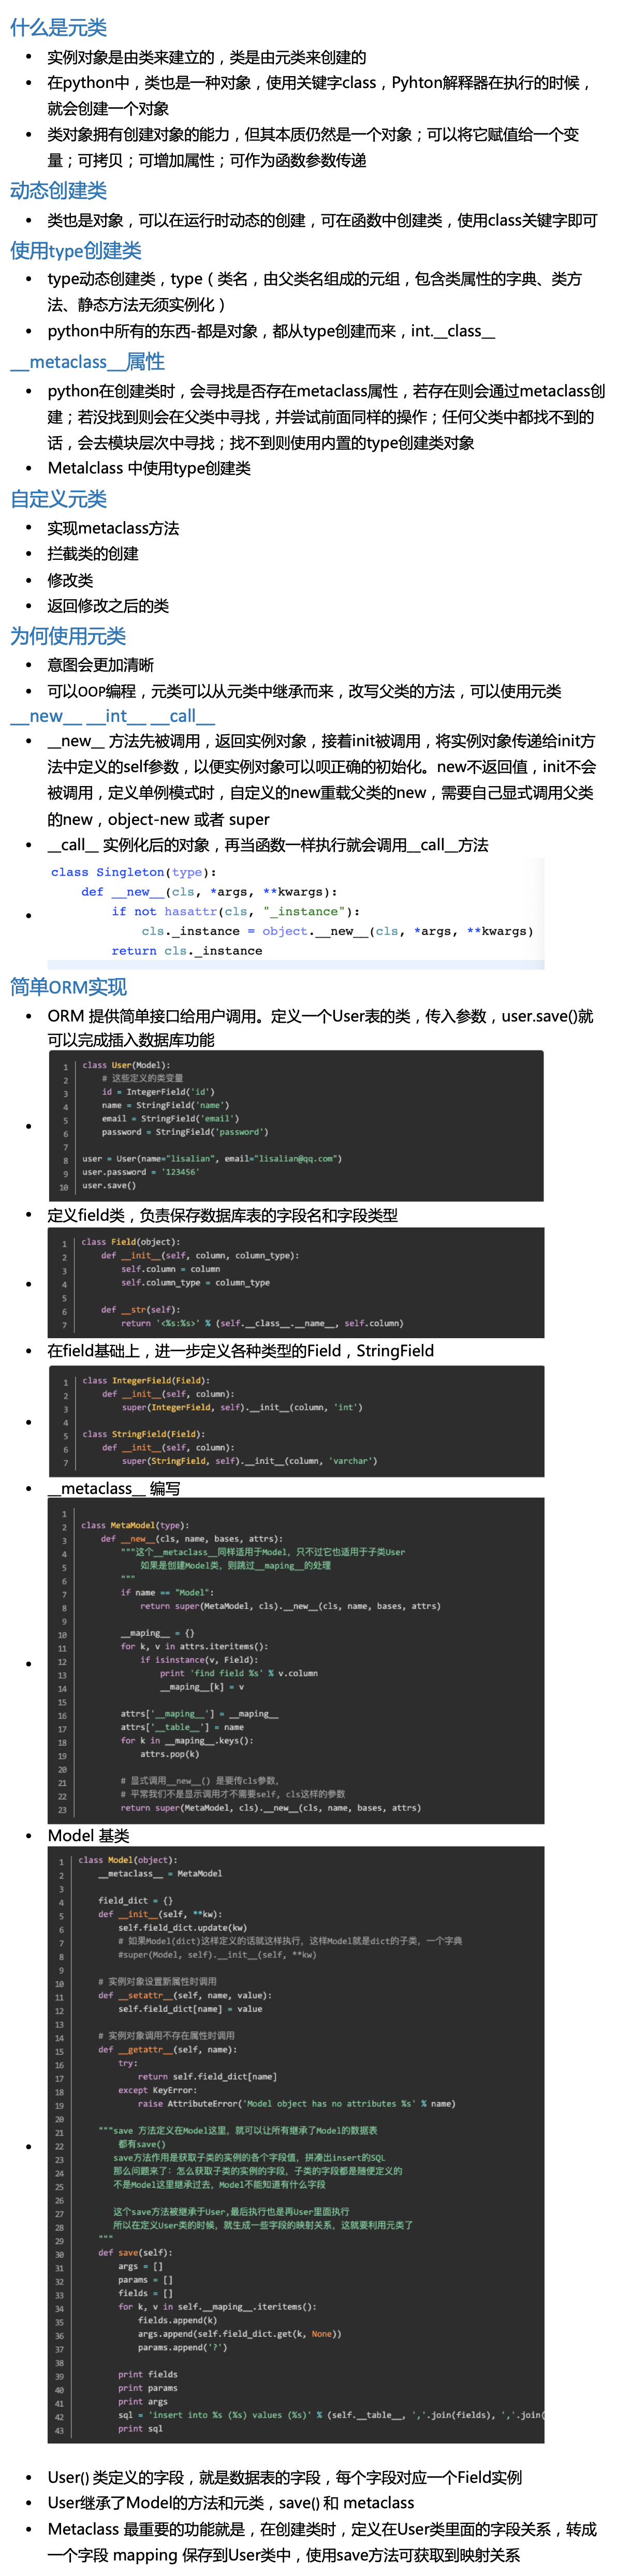 什么是元类
• 实例对象是由类来建立的，类是由元类来创建的
• 在python中，类也是一种对象，使用关键字class，Pyhton解释器在执行的时候，
就会创建一个对象
• 类对象拥有创建对象的能力，但其本质仍然是一个对象；可以将它赋值给一个变
量；可拷贝；可增加属性；可作为函数参数传递
动态创建类
• 类也是对象，可以在运行时动态的创建，可在函数中创建类，使用class关键字即可
使用type创建类
• type动态创建类，type（类名，由父类名组成的元组，包含类属性的字典、类方
法、静态方法无须实例化）
• python中所有的东西-都是对象，都从type创建而来，int.__class__
__metaclass__属性
• python在创建类时，会寻找是否存在metaclass属性，若存在则会通过metaclass创
建；若没找到则会在父类中寻找，并尝试前面同样的操作；任何父类中都找不到的
话，会去模块层次中寻找；找不到则使用内置的type创建类对象
• Metalclass 中使用type创建类
自定义元类
• 实现metaclass方法
• 拦截类的创建
• 修改类
• 返回修改之后的类
为何使用元类
• 意图会更加清晰
• 可以OOP编程，元类可以从元类中继承而来，改写父类的方法，可以使用元类
__new__ __int__ __call__
• __new__ 方法先被调用，返回实例对象，接着init被调用，将实例对象传递给init方
法中定义的self参数，以便实例对象可以呗正确的初始化。new不返回值，init不会
被调用，定义单例模式时，自定义的new重载父类的new，需要自己显式调用父类
的new，object-new 或者 super
• __call__ 实例化后的对象，再当函数一样执行就会调用__call__方法
class Singleton(type):
def __new__(cls, *args, **kwargs):
if not hasattr(cls, "_instance"):
cls._instance = object.__new__(cls, *args, **kwargs)
return cls._instance
简单ORM实现
• ORM 提供简单接口给用户调用。定义一个User表的类，传入参数，user.save()就
可以完成插入数据库功能
1 class User(Model):
2 # 这些定义的类变量
3 id = IntegerField('id')
4 name = StringField('name')
5 email = StringField('email')
6 password = StringField('password')
7
8 user = User(name="lisalian", email="lisalian@qq.com")
9 user.password = '123456'
10 user.save()
• 定义field类，负责保存数据库表的字段名和字段类型
1 class Field(object):
2 def __init__(self, column, column_type):
3 self.column = column
4 self.column_type = column_type
5
6 def __str(self):
7 return '<%s:%s>' % (self.__class__.__name__, self.column)
• 在field基础上，进一步定义各种类型的Field，StringField
1 class IntegerField(Field):
2 def __init__(self, column):
3 super(IntegerField, self).__init__(column, 'int')
4
5 class StringField(Field):
6 def __init__(self, column):
7 super(StringField, self).__init__(column, 'varchar')
• __metaclass__ 编写
1
2 class MetaModel(type):
3 def __new__(cls, name, bases, attrs):
4 """这个__metaclass__同样适用于Model，只不过它也适用于子类User
5 如果是创建Model类，则跳过__maping__的处理
6 """
7 if name == "Model":
8 return super(MetaModel, cls).__new__(cls, name, bases, attrs)
9
10 __maping__ = {}
11 for k, v in attrs.iteritems():
12 if isinstance(v, Field):
13 print 'find field %s' % v.column
14 __maping__[k] = v
15
16 attrs['__maping__'] = __maping__
17 attrs['__table__'] = name
18 for k in __maping__.keys():
19 attrs.pop(k)
20
21 # 显式调用__new__() 是要传cls参数，
22 # 平常我们不是显示调用才不需要self, cls这样的参数
23 return super(MetaModel, cls).__new__(cls, name, bases, attrs)
• Model 基类
1 class Model(object):
2 __metaclass__ = MetaModel
3
4 field_dict = {}
5 def __init__(self, **kw):
6 self.field_dict.update(kw)
7 # 如果Model(dict)这样定义的话就这样执行，这样Model就是dict的子类，一个字典
8 #super(Model, self).__init__(self, **kw)
9
10 # 实例对象设置新属性时调用
11 def __setattr__(self, name, value):
12 self.field_dict[name] = value
13
14 # 实例对象调用不存在属性时调用
15 def __getattr__(self, name):
16 try:
17 return self.field_dict[name]
18 except KeyError:
19 raise AttributeError('Model object has no attributes %s' % name)
20
21 """save 方法定义在Model这里，就可以让所有继承了Model的数据表
22 都有save()
23 save方法作用是获取子类的实例的各个字段值，拼凑出insert的SQL
24 那么问题来了：怎么获取子类的实例的字段，子类的字段都是随便定义的
25 不是Model这里继承过去，Model不能知道有什么字段
26
27 这个save方法被继承于User,最后执行也是再User里面执行
28 所以在定义User类的时候，就生成一些字段的映射关系，这就要利用元类了
29 """
30 def save(self):
31 args = []
32 params = []
33 fields = []
34 for k, v in self.__maping__.iteritems():
35 fields.append(k)
36 args.append(self.field_dict.get(k, None))
37 params.append('?')
38
39 print fields
40 print params
41 print args
42 sql = 'insert into %s (%s) values (%s)' % (self.__table__, ','.join(fields), ','.join(
43 print sql
• User() 类定义的字段，就是数据表的字段，每个字段对应一个Field实例
• User继承了Model的方法和元类，save() 和 metaclass
• Metaclass 最重要的功能就是，在创建类时，定义在User类里面的字段关系，转成
一个字段 mapping 保存到User类中，使用save方法可获取到映射关系